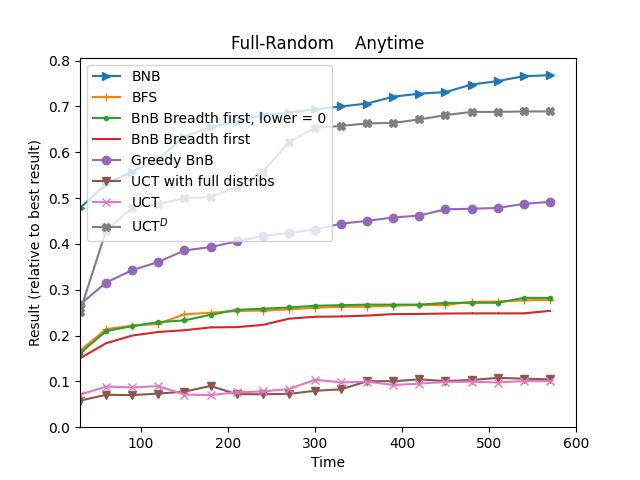 Full-Random    Anytime
Result (relative to best result)
0.8
0.7
0.6
0.5
0.4
0.3
0.2
0.1
0.0
BNB
BFS
BnB Breadth first, lower = 0
BnB Breadth first
Greedy BnB
UCT with full distribs
UCT
UCT^D
100 200 300 400 500 600
Time